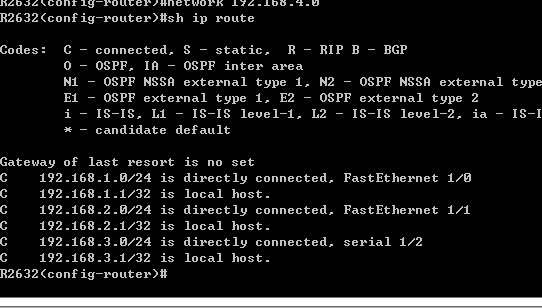 R2632(config-router)#network 192.168.4.0
R2632(config-router)#sh ip route
Codes:  C - connected, S - static,  R - RIP B - BGP
O - OSPF, IA - OSPF inter area
N1 - OSPF NSSA external type 1, N2 - OSPF NSSA external
E1 - OSPF external type 1, E2 - OSPF external type 2
i - IS-IS, L1 - IS-IS level-1, L2 - IS-IS level-2, ia - IS-I
* - candidate default
Gateway of last resort is no set
C    192.168.1.0/24 is directly connected, FastEthernet 1/0
C    192.168.1.1/32 is local host.
C    192.168.2.0/24 is directly connected, FastEthernet 1/1
C    192.168.2.1/32 is local host.
C    192.168.3.0/24 is directly connected, serial 1/2
C    192.168.3.1/32 is local host.
R2632(config-router)#